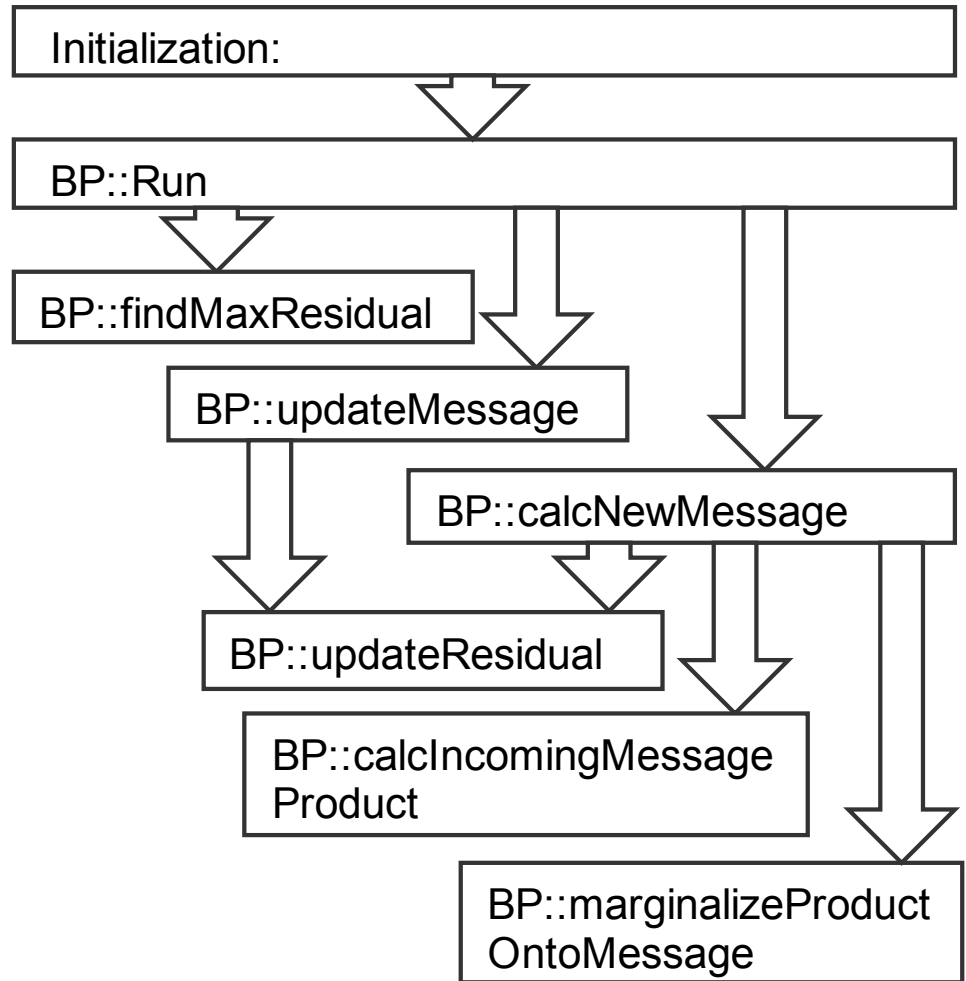 Initialization:
BP::Run
BP::findMaxResidual
BP::updateMessage
BP::calcNewMessage
BP::updateResidual
BP::calcIncomingMessage
Product
BP::marginalizeProduct
OntoMessage